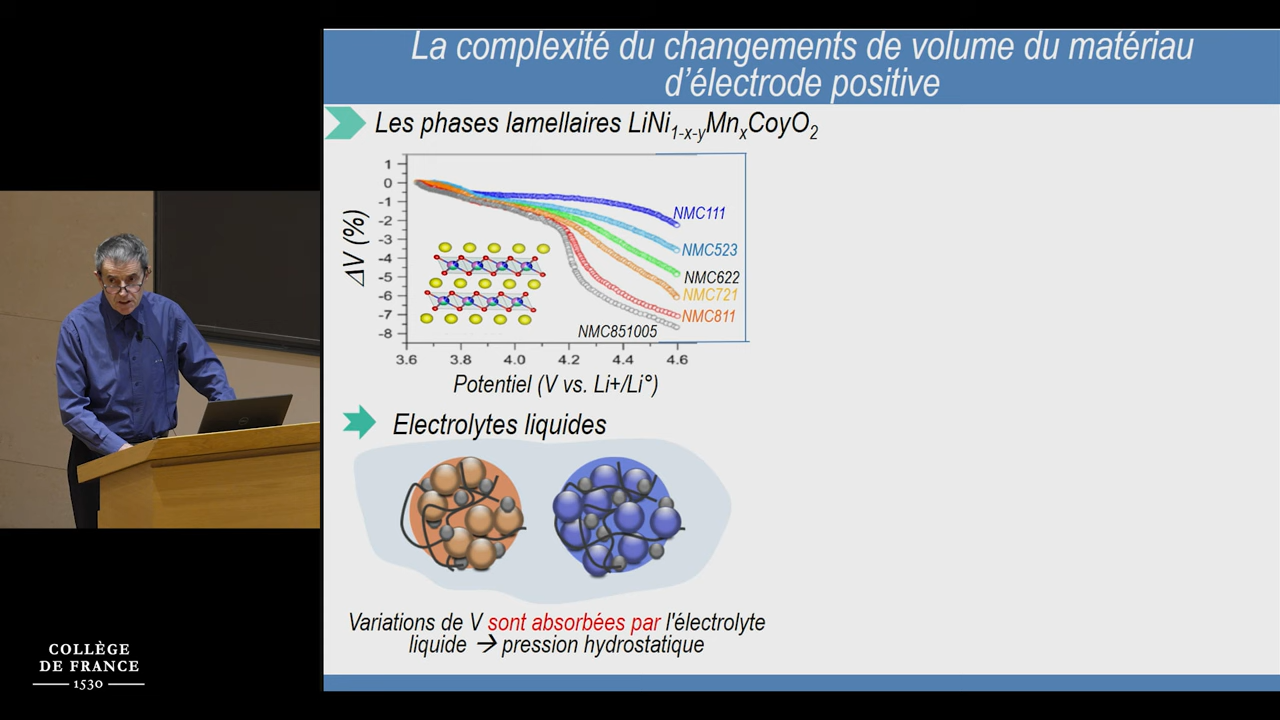 La complexité du changements de volume du matériau
d'électrode positive
Les phases lamellaires LiNi1-x-yMnxCoyO2
1
0
-1
-2
-3
-4
-5
-6
-7
-8
ΔV (%)
NMC111
NMC523
NMC622
NMC721
NMC811
NMC851005
3.6 3.8 4.0 4.2 4.4 4.6
Potentiel (V vs. Li+/Li°)
Electrolytes liquides
Variations de V sont absorbées par l'électrolyte
liquide → pression hydrostatique
COLLÈGE
DE FRANCE
1530